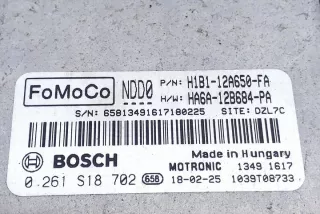 FoMoCo NDD0 P/N: H1B1-12A650-FA
H/W: HA6A-12B684-PA
S/N: 65813491617180225 SITE: DZL7C
BOSCH Made in Hungary
MOTRONIC 1349 1617
0 261 S18 702 658 18-02-25 1039T08733